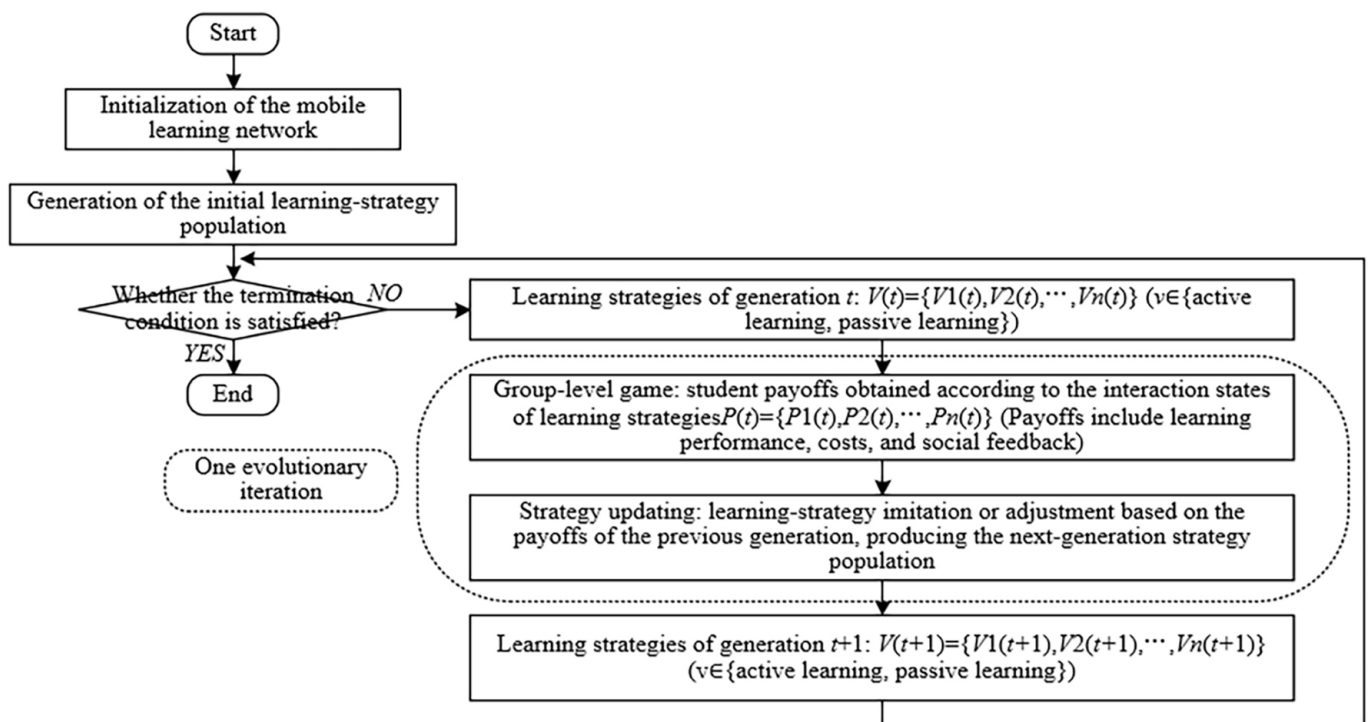 Start
Initialization of the mobile
learning network
Generation of the initial learning-strategy
population
Whether the termination
condition is satisfied?
NO
YES
End
One evolutionary
iteration
Learning strategies of generation t: V(t)={V1(t),V2(t),⋯,Vn(t)} (v∈{active
learning, passive learning})
Group-level game: student payoffs obtained according to the interaction states
of learning strategiesP(t)={P1(t),P2(t),⋯,Pn(t)} (Payoffs include learning
performance, costs, and social feedback)
Strategy updating: learning-strategy imitation or adjustment based on the
payoffs of the previous generation, producing the next-generation strategy
population
Learning strategies of generation t+1: V(t+1)={V1(t+1),V2(t+1),⋯,Vn(t+1)}
(v∈{active learning, passive learning})